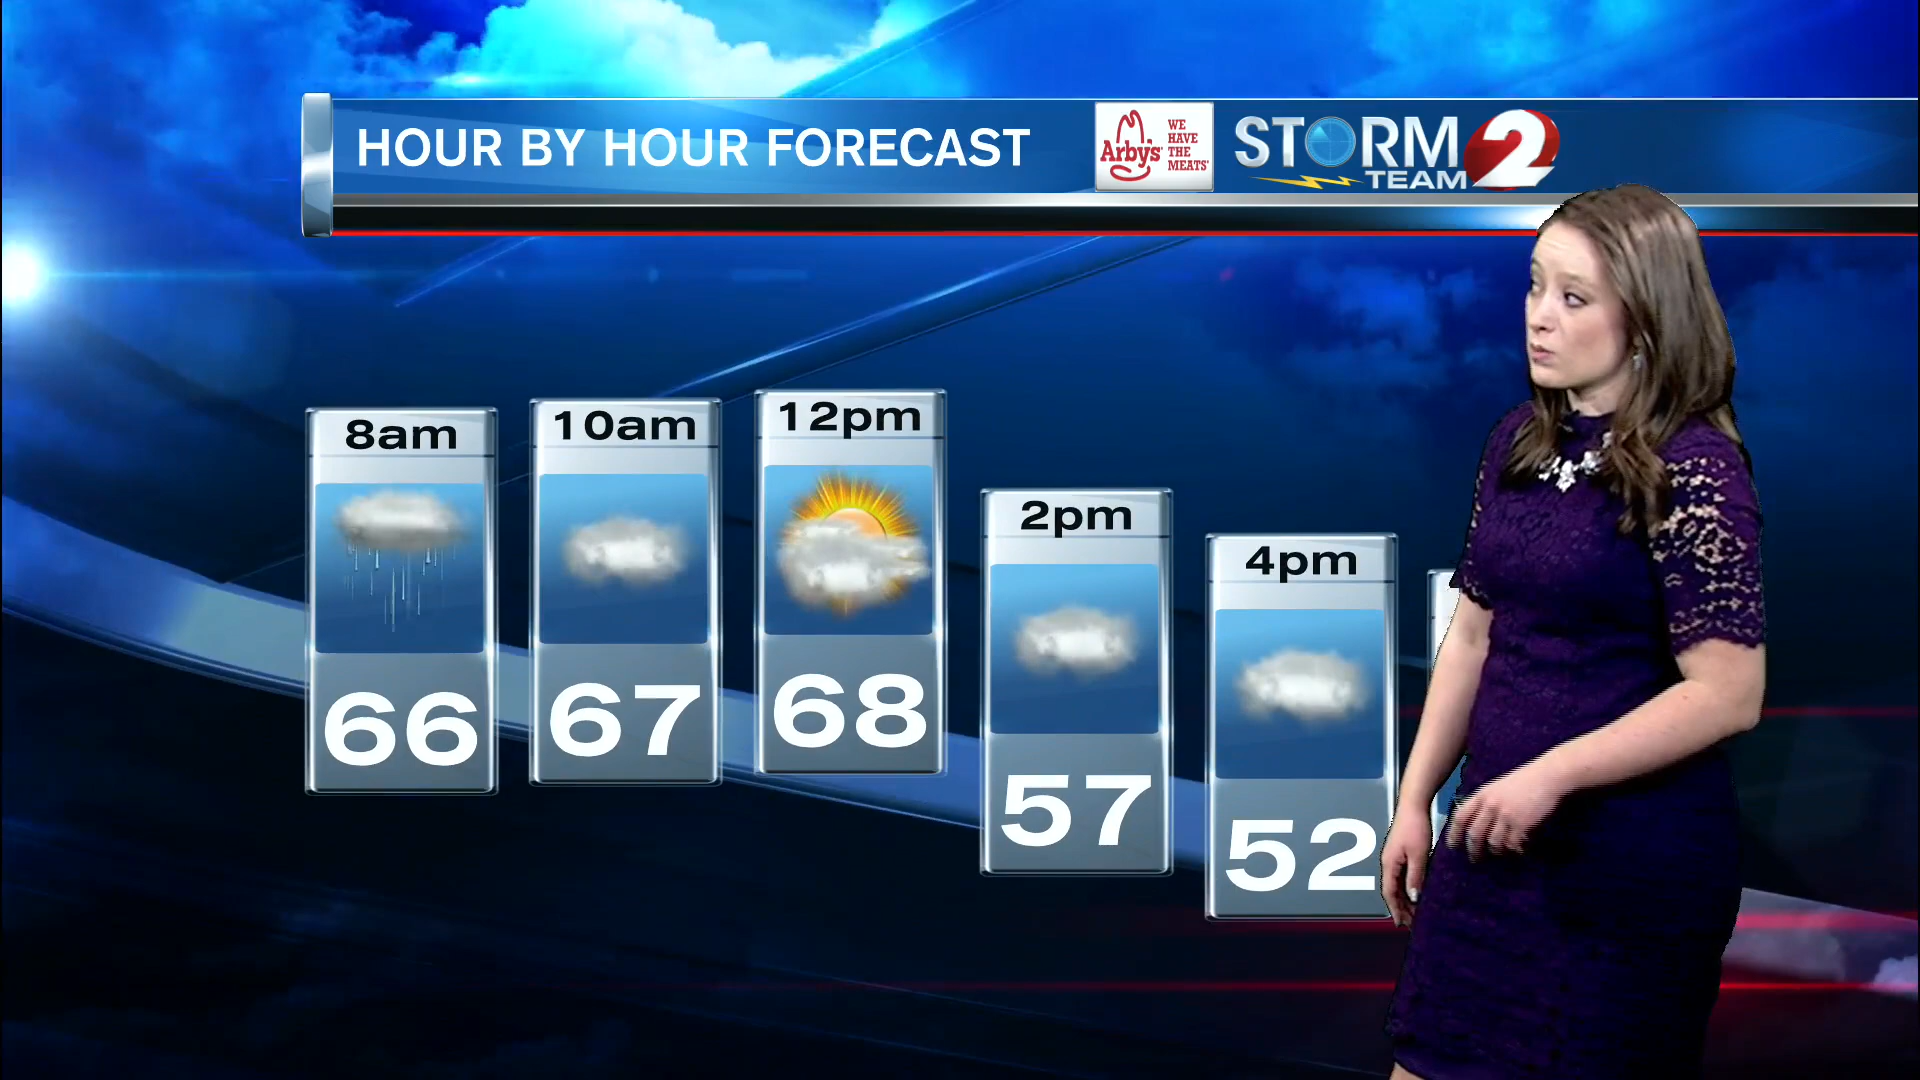 HOUR BY HOUR FORECAST
Arby's
WE
HAVE
THE
MEATS
STORM
TEAM
2
8am
10am
12pm
2pm
4pm
66
67
68
57
52